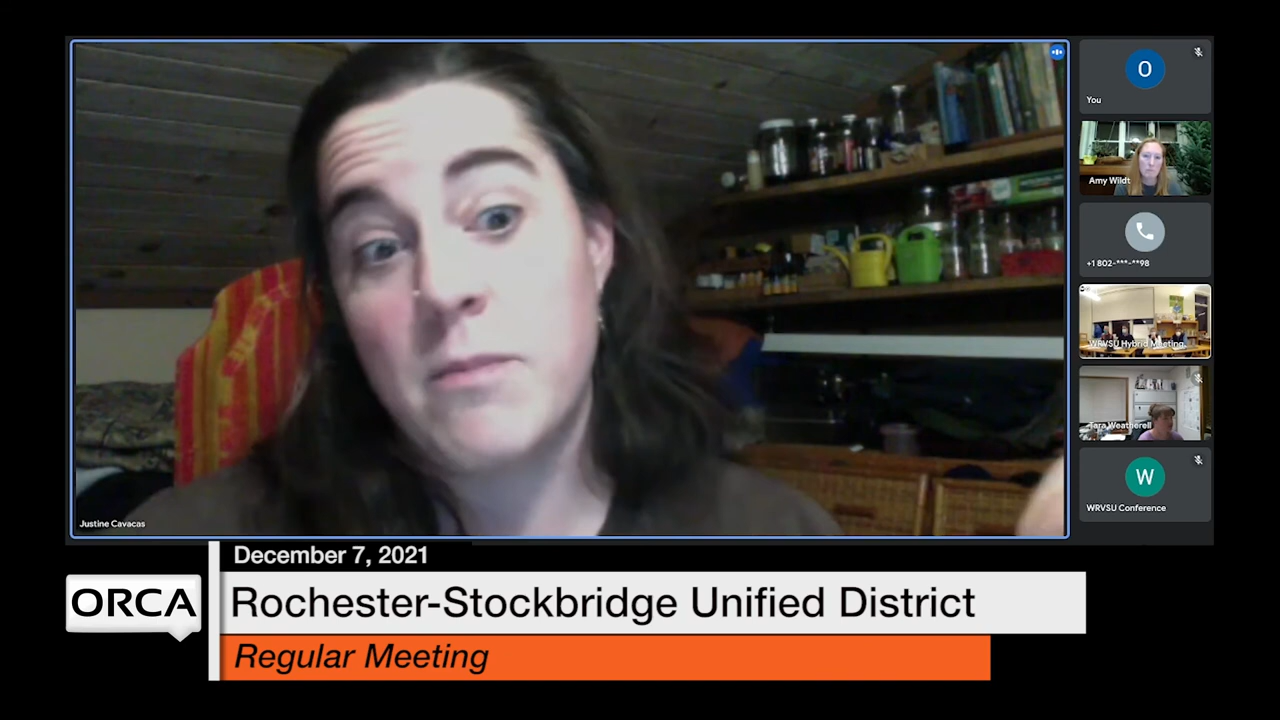 Justine Cavacas
O
You
Amy Wildt
+1 802-***-**98
WRVSU Hybrid Meeting
Tara Weatherell
W
WRVSU Conference
December 7, 2021
ORCA
Rochester-Stockbridge Unified District
Regular Meeting